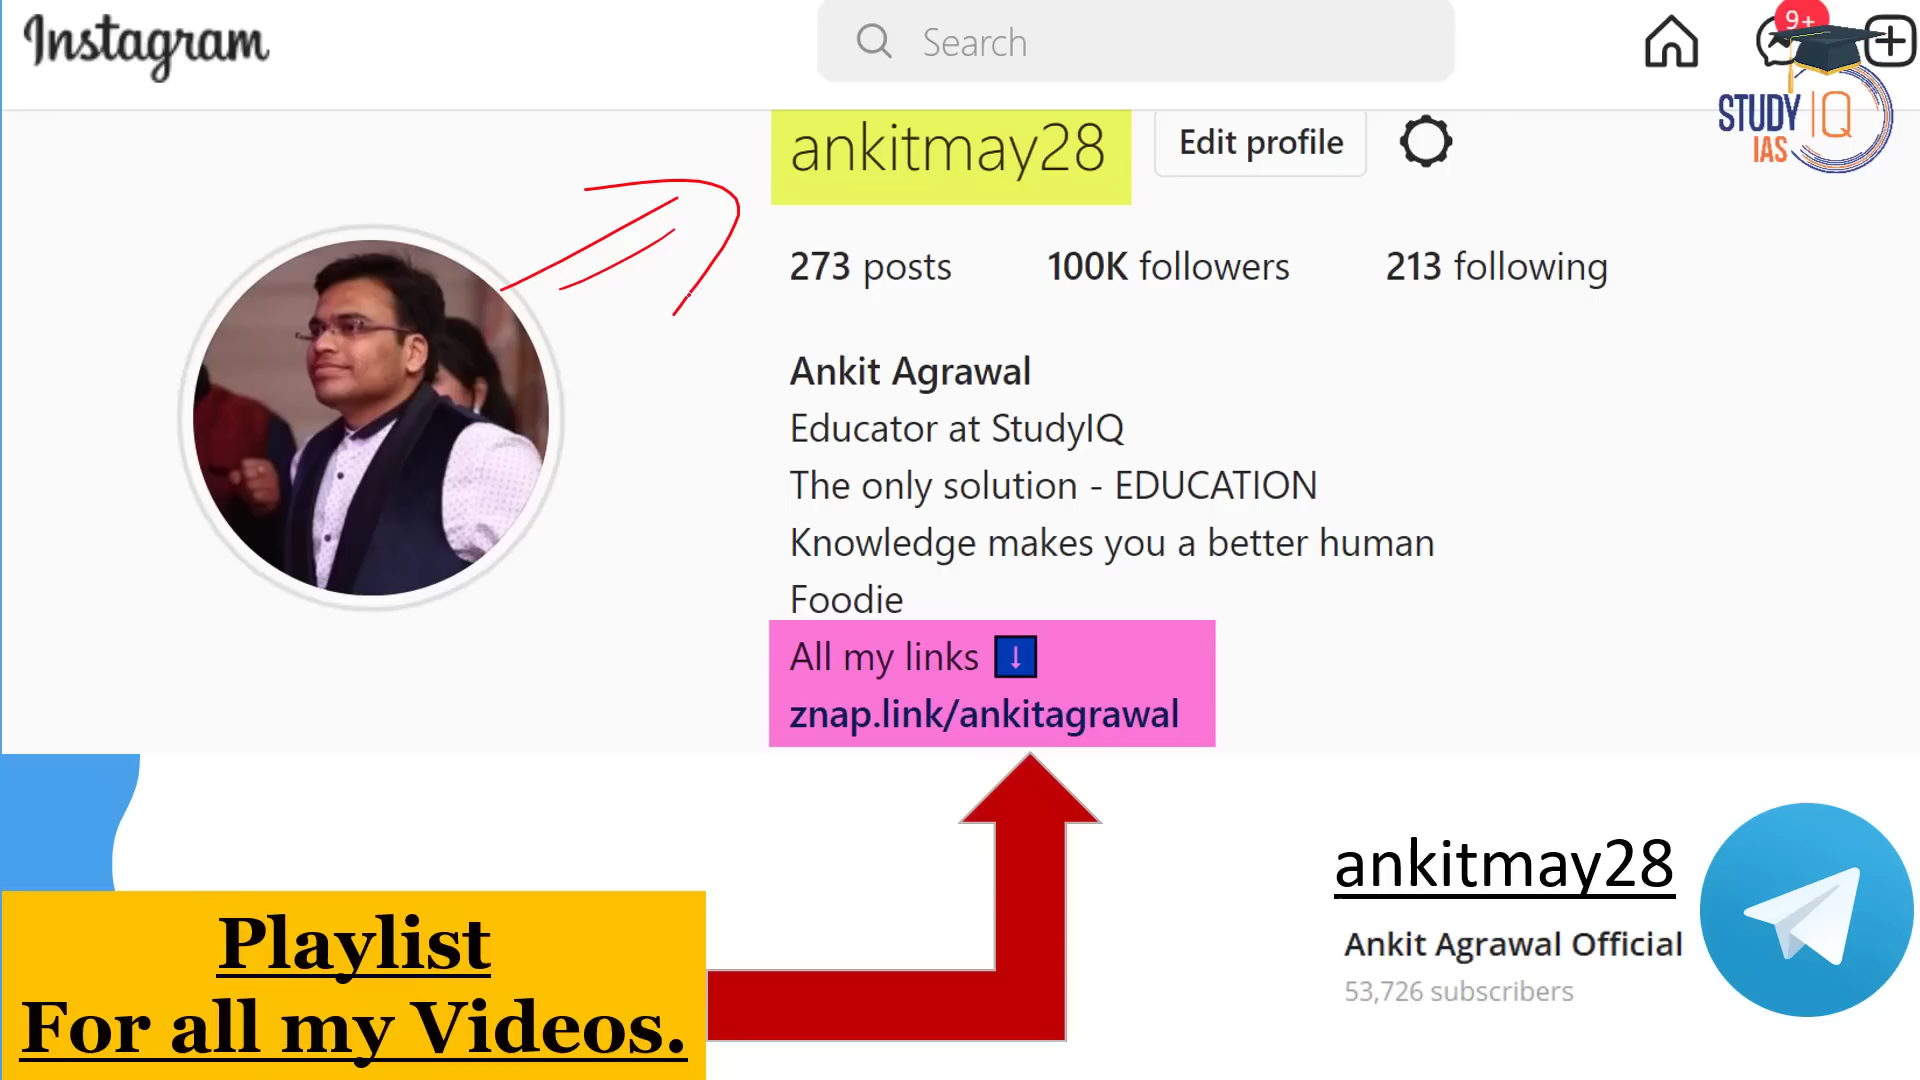 Instagram
Search
9+
STUDY IQ
IAS
ankitmay28
Edit profile
273 posts 100K followers 213 following
Ankit Agrawal
Educator at StudyIQ
The only solution - EDUCATION
Knowledge makes you a better human
Foodie
All my links ↓
znap.link/ankitagrawal
ankitmay28
Ankit Agrawal Official
53,726 subscribers
Playlist
For all my Videos.